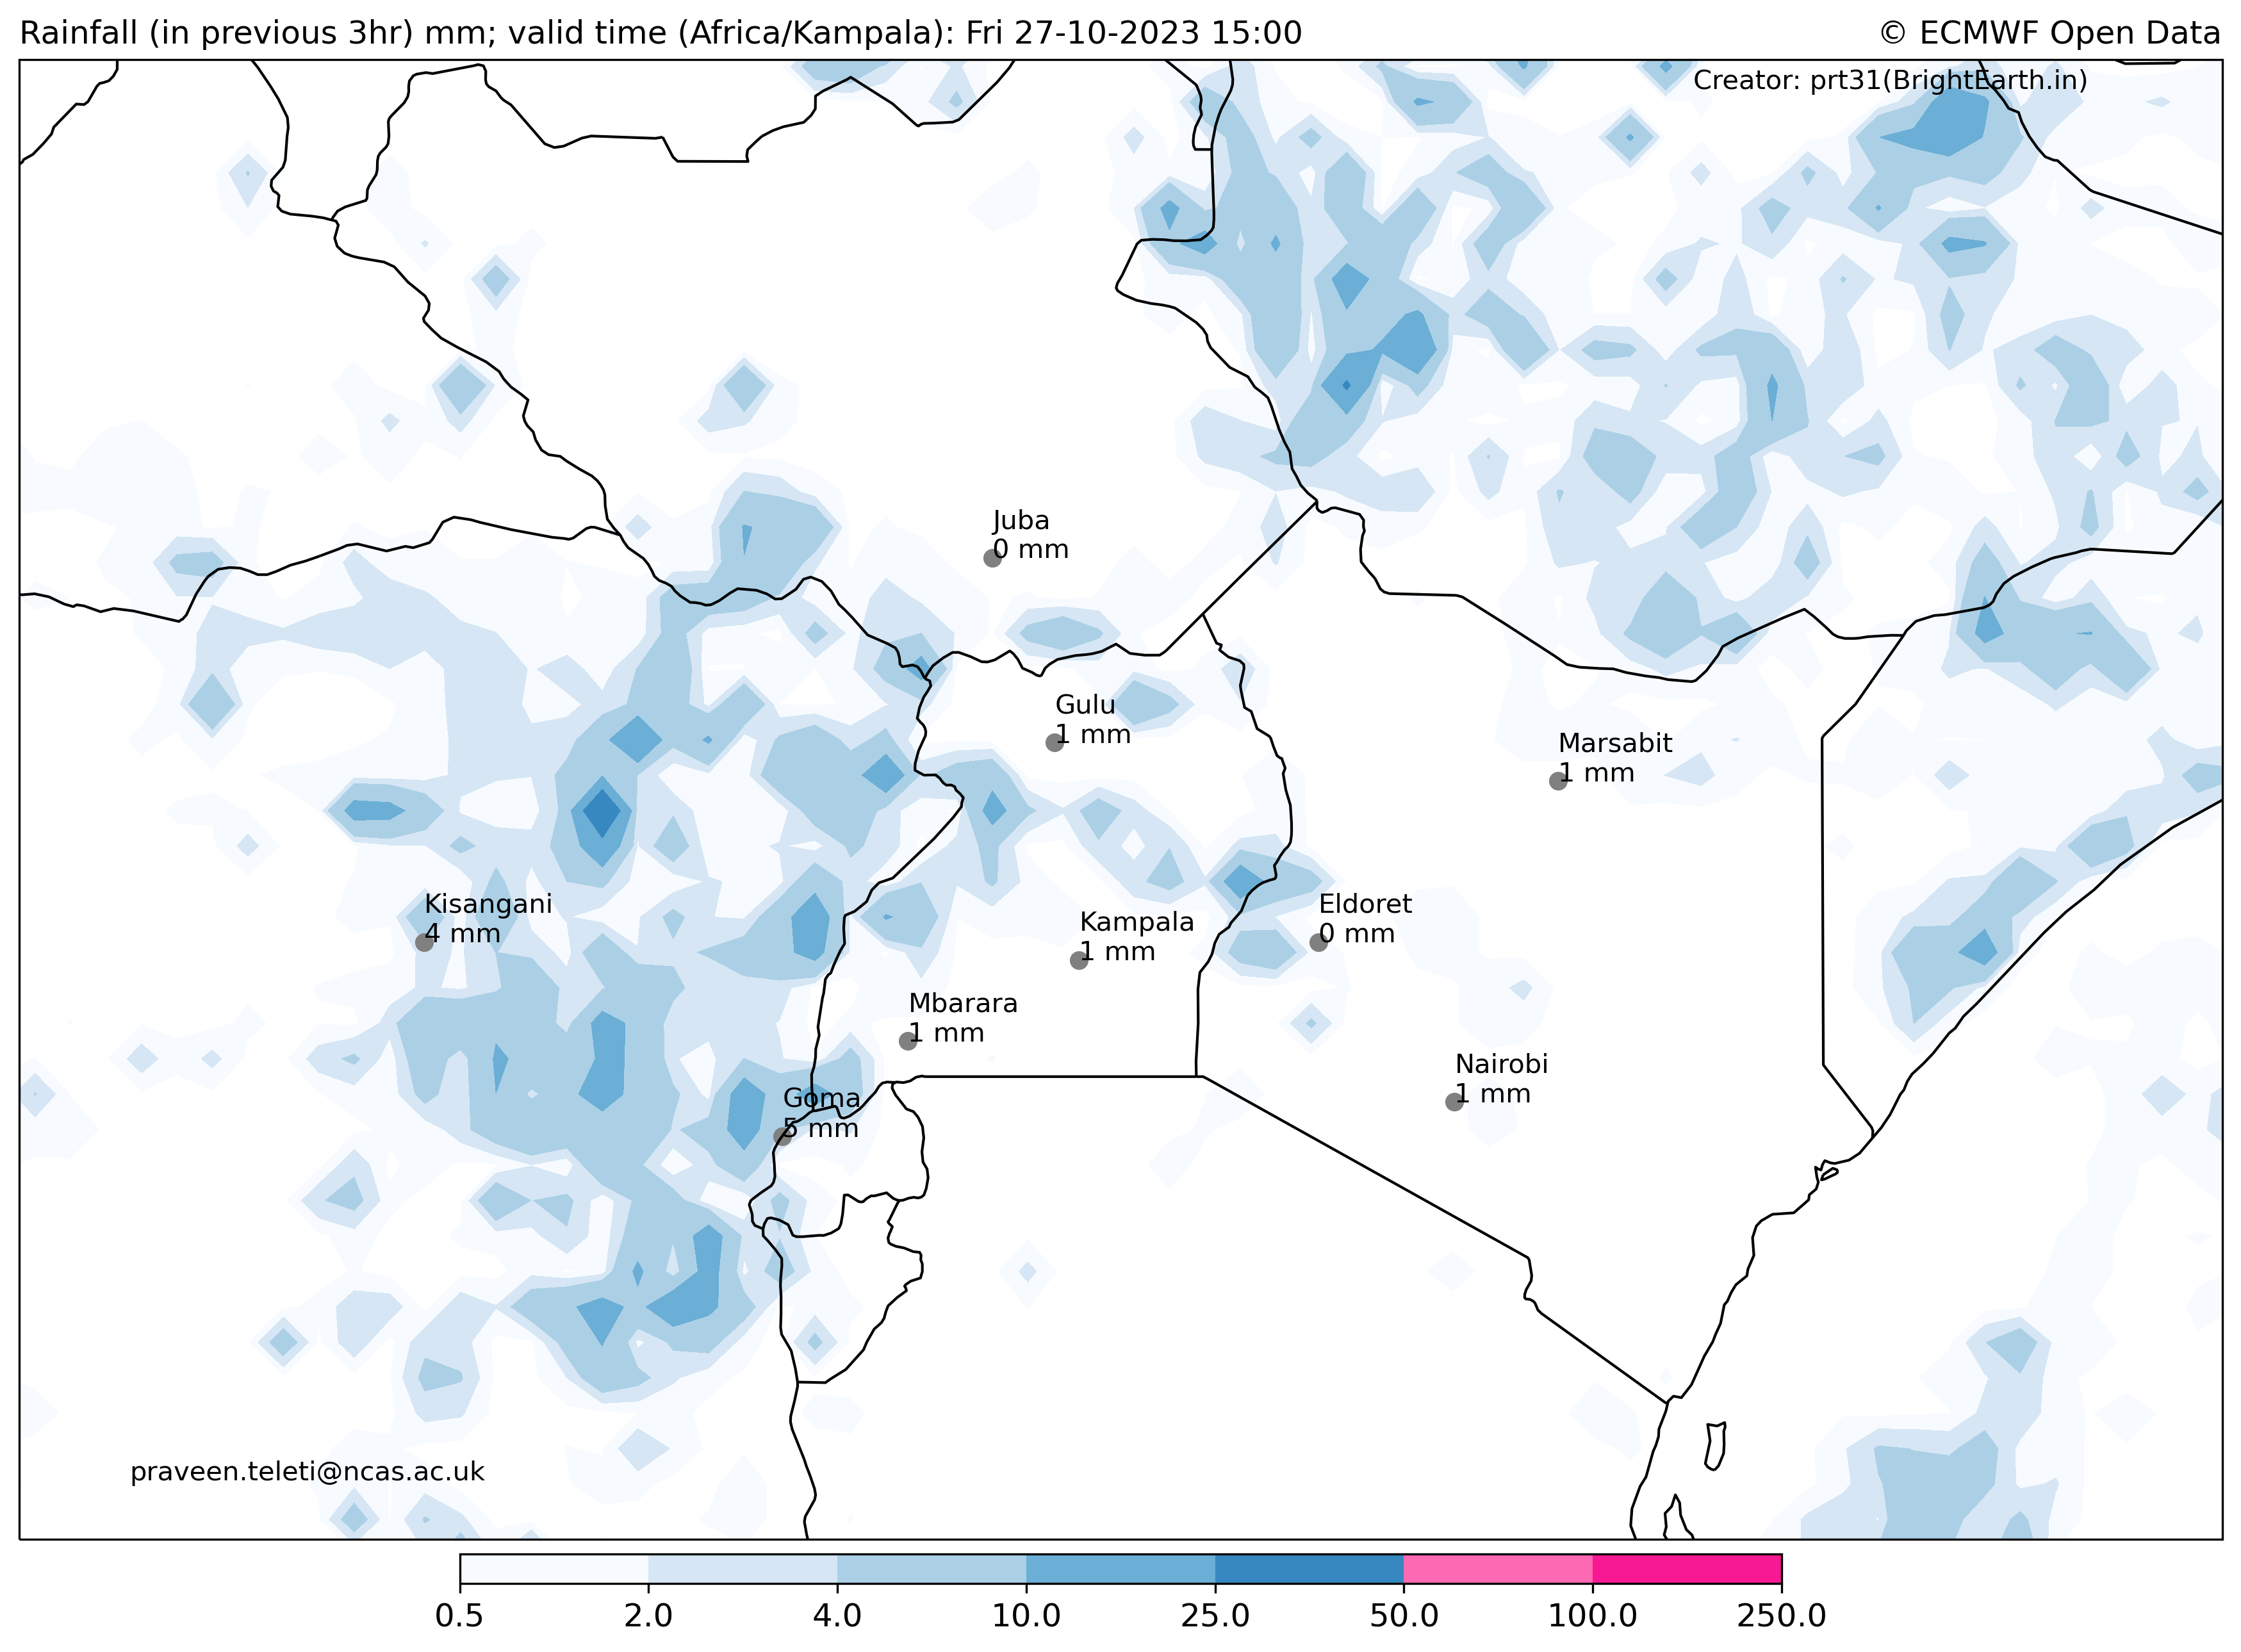 Rainfall (in previous 3hr) mm; valid time (Africa/Kampala): Fri 27-10-2023 15:00
© ECMWF Open Data
Creator: prt31(BrightEarth.in)
Juba
0 mm
Gulu
1 mm
Marsabit
1 mm
Kisangani
4 mm
Kampala
1 mm
Eldoret
0 mm
Mbarara
1 mm
Nairobi
1 mm
Goma
5 mm
praveen.teleti@ncas.ac.uk
0.5 2.0 4.0 10.0 25.0 50.0 100.0 250.0